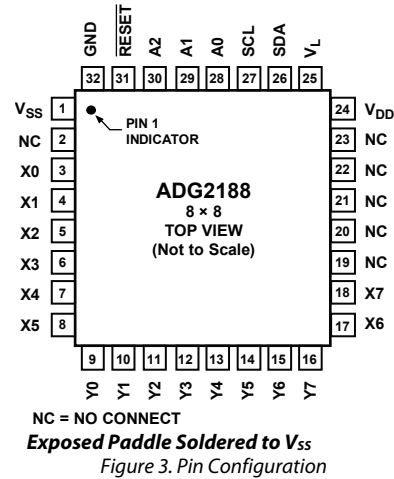 GND
RESET
A2
A1
A0
SCL
SDA
VL
32 31 30 29 28 27 26 25
VSS 1
NC 2
X0 3
X1 4
X2 5
X3 6
X4 7
X5 8
PIN 1
INDICATOR
ADG2188
8 × 8
TOP VIEW
(Not to Scale)
24 VDD
23 NC
22 NC
21 NC
20 NC
19 NC
18 X7
17 X6
9 10 11 12 13 14 15 16
Y0
Y1
Y2
Y3
Y4
Y5
Y6
Y7
NC = NO CONNECT
Exposed Paddle Soldered to VSS
Figure 3. Pin Configuration